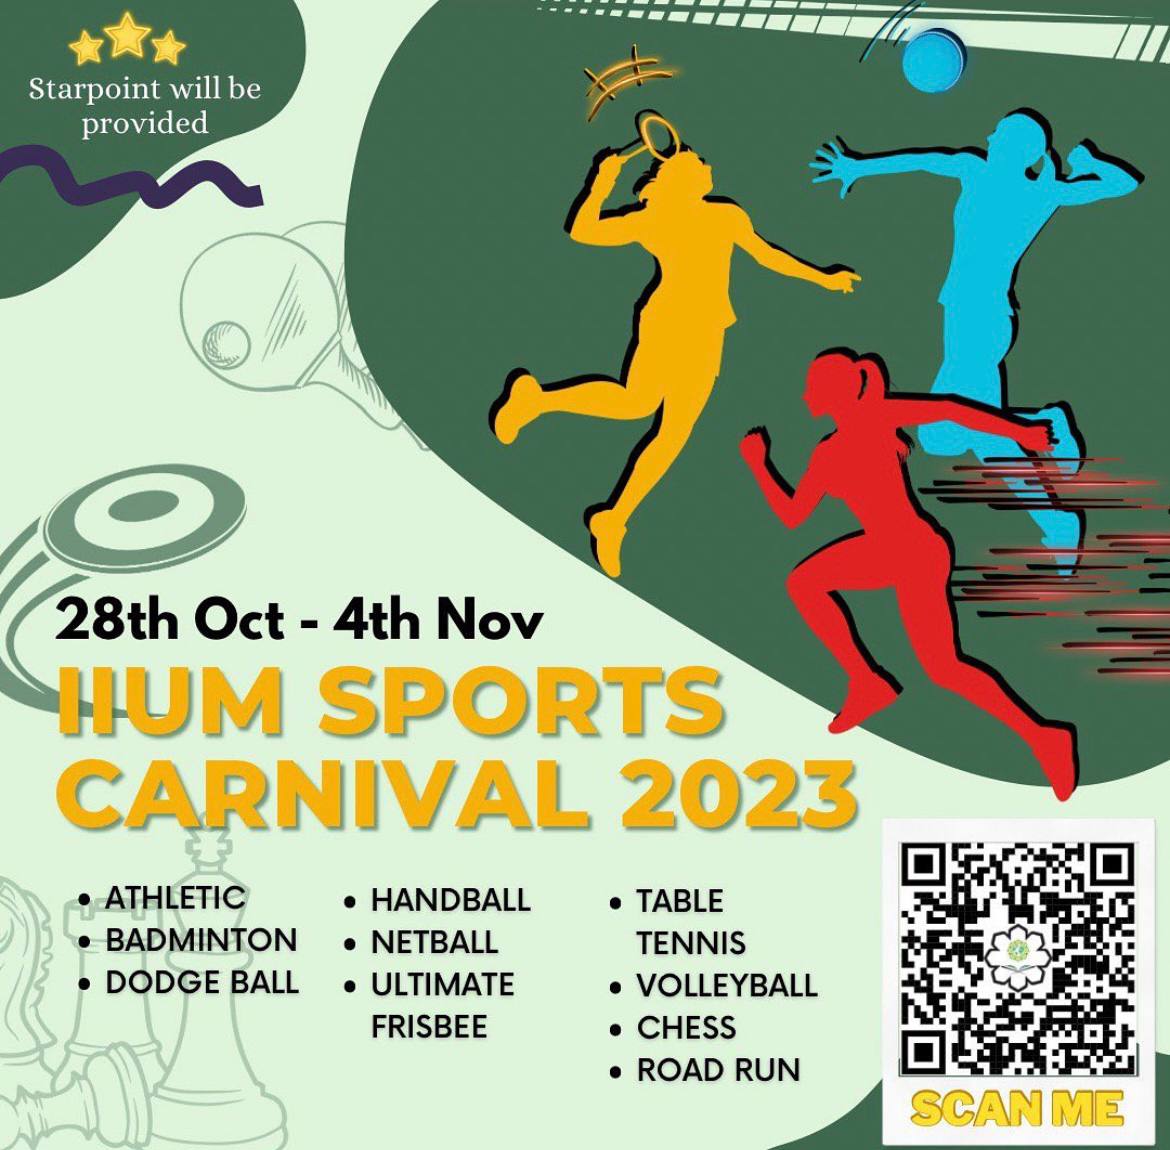 Starpoint will be
provided
28th Oct - 4th Nov
IIUM SPORTS
CARNIVAL 2023
• ATHLETIC
• BADMINTON
• DODGE BALL
• HANDBALL
• NETBALL
• ULTIMATE
FRISBEE
• TABLE
TENNIS
• VOLLEYBALL
• CHESS
• ROAD RUN
SCAN ME